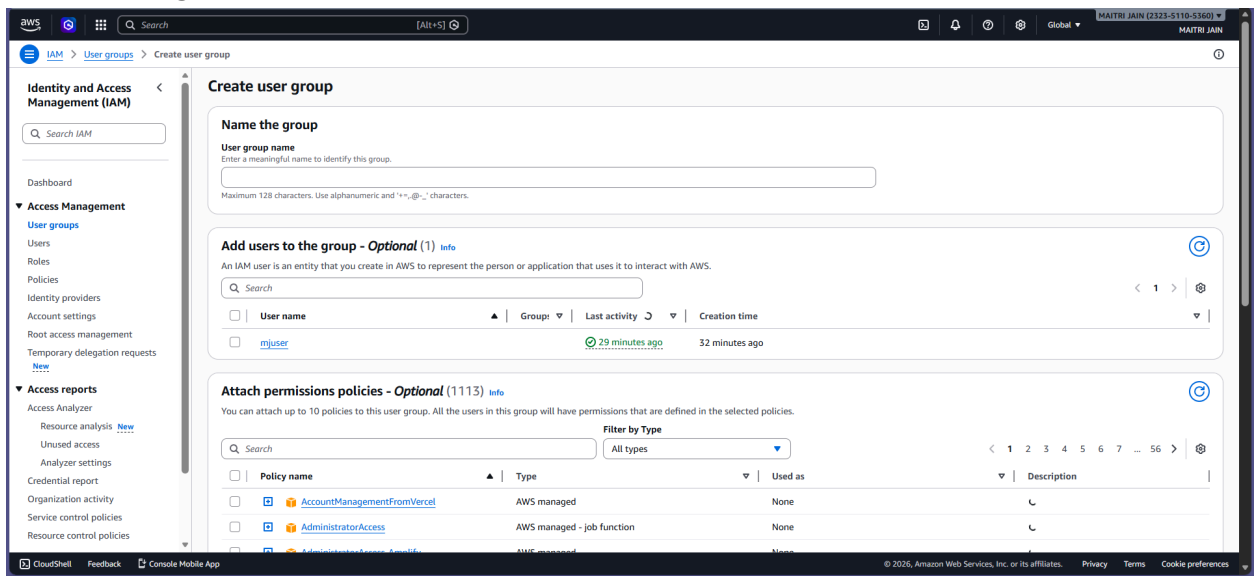 aws
Search
[Alt+S]
Global
MAITRI JAIN (2323-5110-5360)
MAITRI JAIN
IAM > User groups > Create user group
Identity and Access Management (IAM)
Search IAM
Dashboard
Access Management
User groups
Users
Roles
Policies
Identity providers
Account settings
Root access management
Temporary delegation requests
New
Access reports
Access Analyzer
Resource analysis New
Unused access
Analyzer settings
Credential report
Organization activity
Service control policies
Resource control policies
Create user group
Name the group
User group name
Enter a meaningful name to identify this group.
Maximum 128 characters. Use alphanumeric and '+=,.@-_' characters.
Add users to the group - Optional (1) Info
An IAM user is an entity that you create in AWS to represent the person or application that uses it to interact with AWS.
Search
< 1 >
User name Groups Last activity Creation time
mjuser 29 minutes ago 32 minutes ago
Attach permissions policies - Optional (1113) Info
You can attach up to 10 policies to this user group. All the users in this group will have permissions that are defined in the selected policies.
Filter by Type
Search All types < 1 2 3 4 5 6 7 ... 56 >
Policy name Type Used as Description
AccountManagementFromVercel AWS managed None
AdministratorAccess AWS managed - job function None
AdministratorAccess-Amplify AWS managed None
CloudShell Feedback Console Mobile App © 2026, Amazon Web Services, Inc. or its affiliates. Privacy Terms Cookie preferences